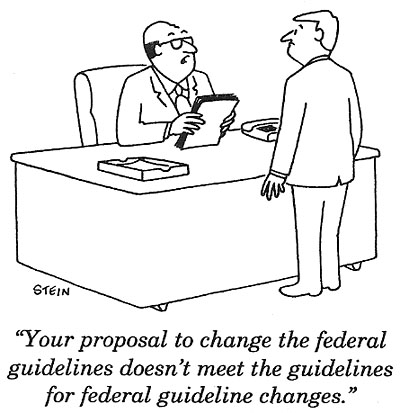 STEIN
“Your proposal to change the federal
guidelines doesn’t meet the guidelines
for federal guideline changes.”